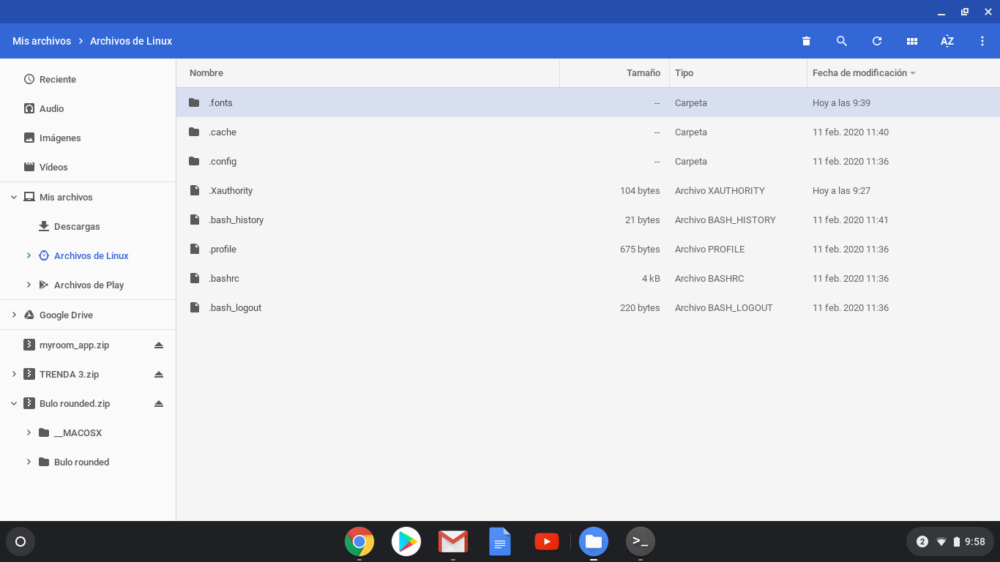 Mis archivos > Archivos de Linux
AZ
Nombre Tamaño Tipo Fecha de modificación
Reciente
Audio
Imágenes
Vídeos
Mis archivos
Descargas
Archivos de Linux
Archivos de Play
Google Drive
myroom_app.zip
TRENDA 3.zip
Bulo rounded.zip
__MACOSX
Bulo rounded
.fonts -- Carpeta Hoy a las 9:39
.cache -- Carpeta 11 feb. 2020 11:40
.config -- Carpeta 11 feb. 2020 11:36
.Xauthority 104 bytes Archivo XAUTHORITY Hoy a las 9:27
.bash_history 21 bytes Archivo BASH_HISTORY 11 feb. 2020 11:41
.profile 675 bytes Archivo PROFILE 11 feb. 2020 11:36
.bashrc 4 kB Archivo BASHRC 11 feb. 2020 11:36
.bash_logout 220 bytes Archivo BASH_LOGOUT 11 feb. 2020 11:36
>_
2 9:58